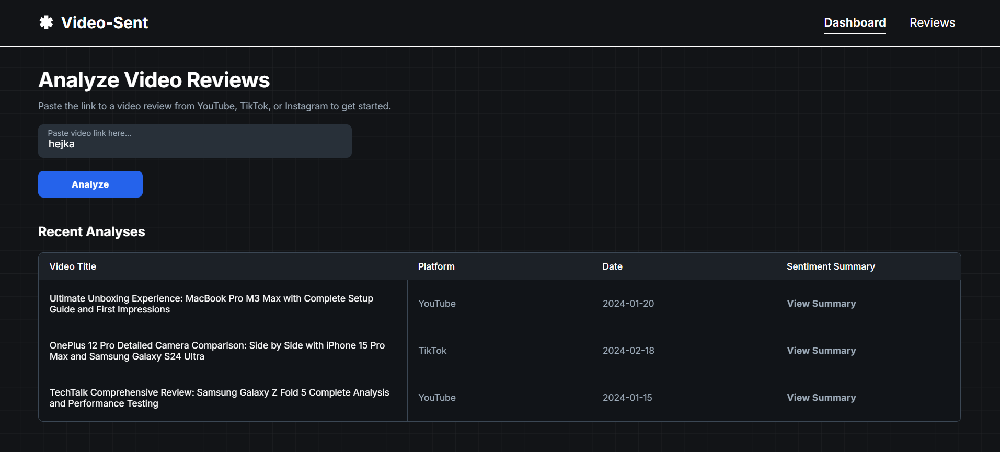 Video-Sent
Dashboard
Reviews
Analyze Video Reviews
Paste the link to a video review from YouTube, TikTok, or Instagram to get started.
Paste video link here...
hejka
Analyze
Recent Analyses
Video Title
Platform
Date
Sentiment Summary
Ultimate Unboxing Experience: MacBook Pro M3 Max with Complete Setup
Guide and First Impressions
YouTube
2024-01-20
View Summary
OnePlus 12 Pro Detailed Camera Comparison: Side by Side with iPhone 15 Pro
Max and Samsung Galaxy S24 Ultra
TikTok
2024-02-18
View Summary
TechTalk Comprehensive Review: Samsung Galaxy Z Fold 5 Complete Analysis
and Performance Testing
YouTube
2024-01-15
View Summary